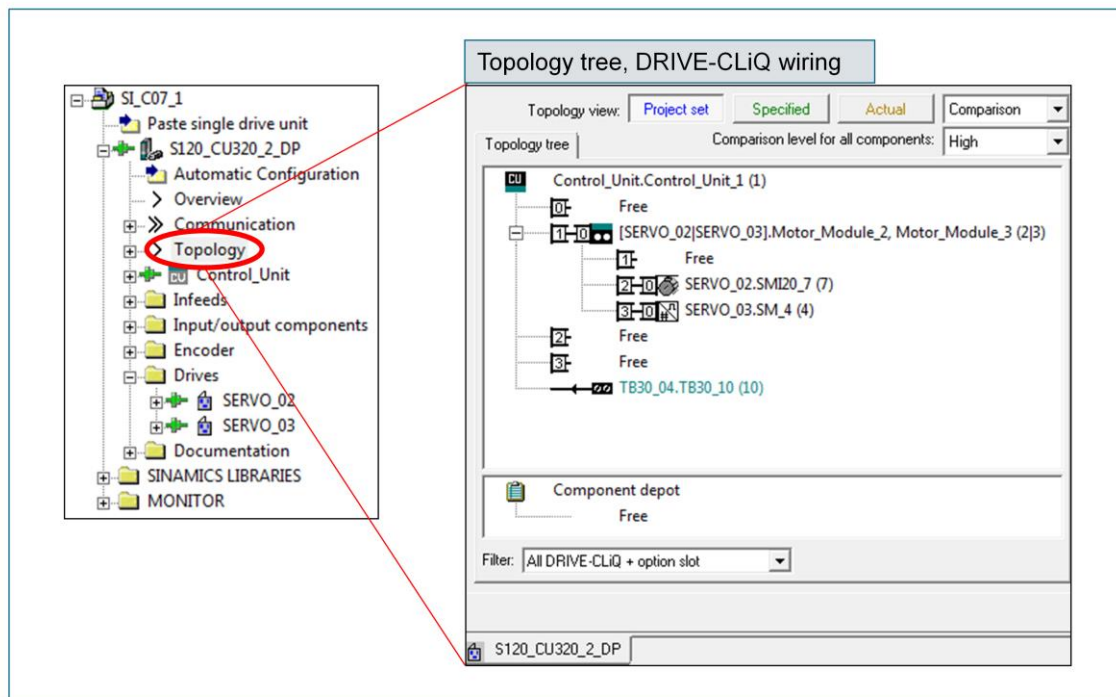 Topology tree, DRIVE-CLiQ wiring
SI_C07_1
Paste single drive unit
S120_CU320_2_DP
Automatic Configuration
Overview
Communication
Topology
CU Control_Unit
Infeeds
Input/output components
Encoder
Drives
SERVO_02
SERVO_03
Documentation
SINAMICS LIBRARIES
MONITOR
Topology view: Project set Specified Actual Comparison
Topology tree Comparison level for all components: High
CU Control_Unit.Control_Unit_1 (1)
0 Free
1 0 [SERVO_02|SERVO_03].Motor_Module_2, Motor_Module_3 (2|3)
1 Free
2 0 SERVO_02.SMI20_7 (7)
3 0 SERVO_03.SM_4 (4)
2 Free
3 Free
TB30_04.TB30_10 (10)
Component depot
Free
Filter: All DRIVE-CLiQ + option slot
S120_CU320_2_DP